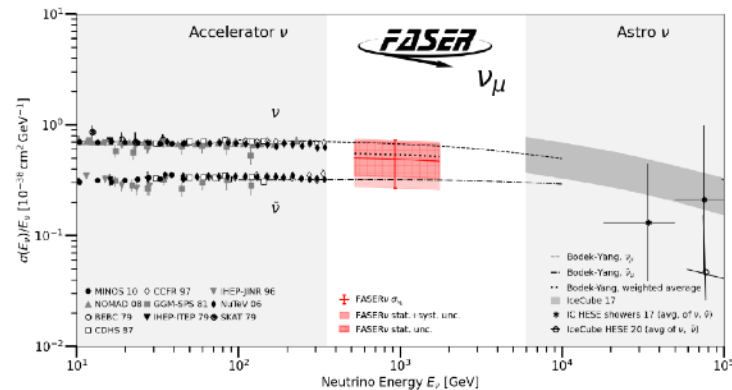 Accelerator ν
FASER
Astro ν
ν_μ
ν
ν̄
σ(E_ν)/E_ν [10⁻³⁸ cm² GeV⁻¹]
10¹
10⁰
10⁻¹
10⁻²
MINOS 10
NOMAD 08
BEBC 79
CDHS 87
CCFR 97
GGM-SPS 81
IHEP-ITEP 79
IHEP-JINR 96
NuTeV 06
SKAT 79
FASERν σ_ν_μ
FASERν stat.+syst. unc.
FASERν stat. unc.
Bodek-Yang, ν_μ
Bodek-Yang, ν̄_μ
Bodek-Yang, weighted average
IceCube 17
IC HESE showers 17 (avg. of ν, ν̄)
IceCube HESE 20 (avg of ν, ν̄)
10¹ 10² 10³ 10⁴ 10⁵
Neutrino Energy E_ν [GeV]